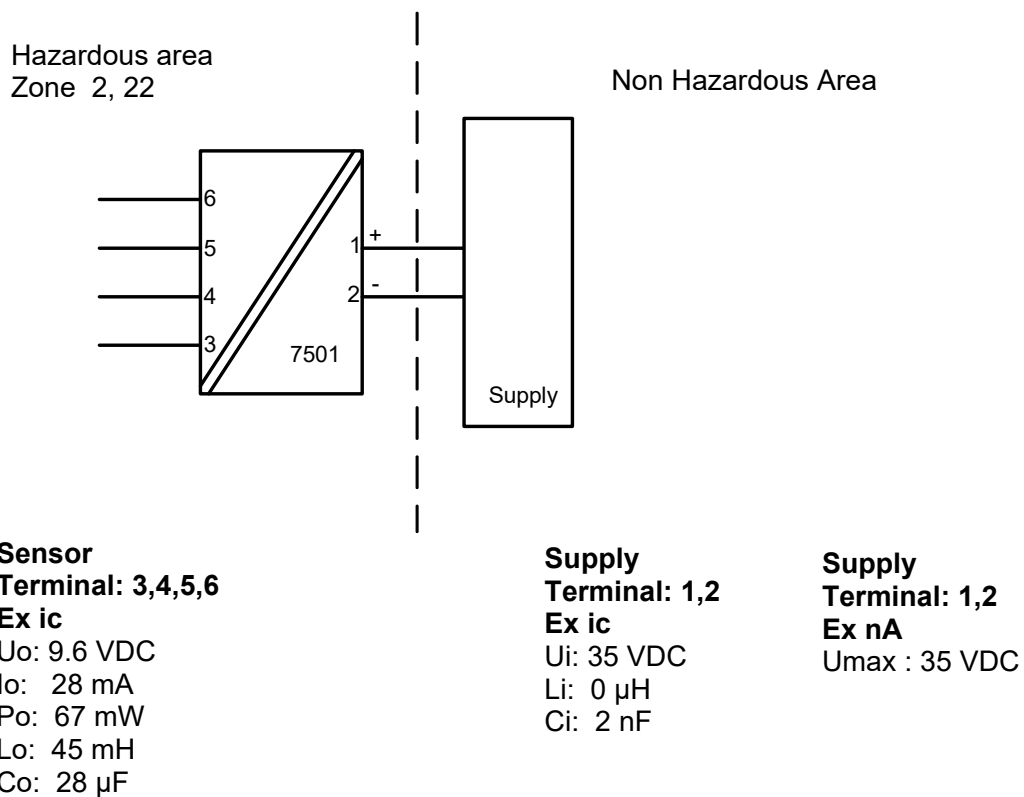 Hazardous area
Zone 2, 22
Non Hazardous Area
6
5
4
3
1
+
2
-
7501
Supply
Sensor
Terminal: 3,4,5,6
Ex ic
Uo: 9.6 VDC
Io: 28 mA
Po: 67 mW
Lo: 45 mH
Co: 28 µF
Supply
Terminal: 1,2
Ex ic
Ui: 35 VDC
Li: 0 µH
Ci: 2 nF
Supply
Terminal: 1,2
Ex nA
Umax : 35 VDC